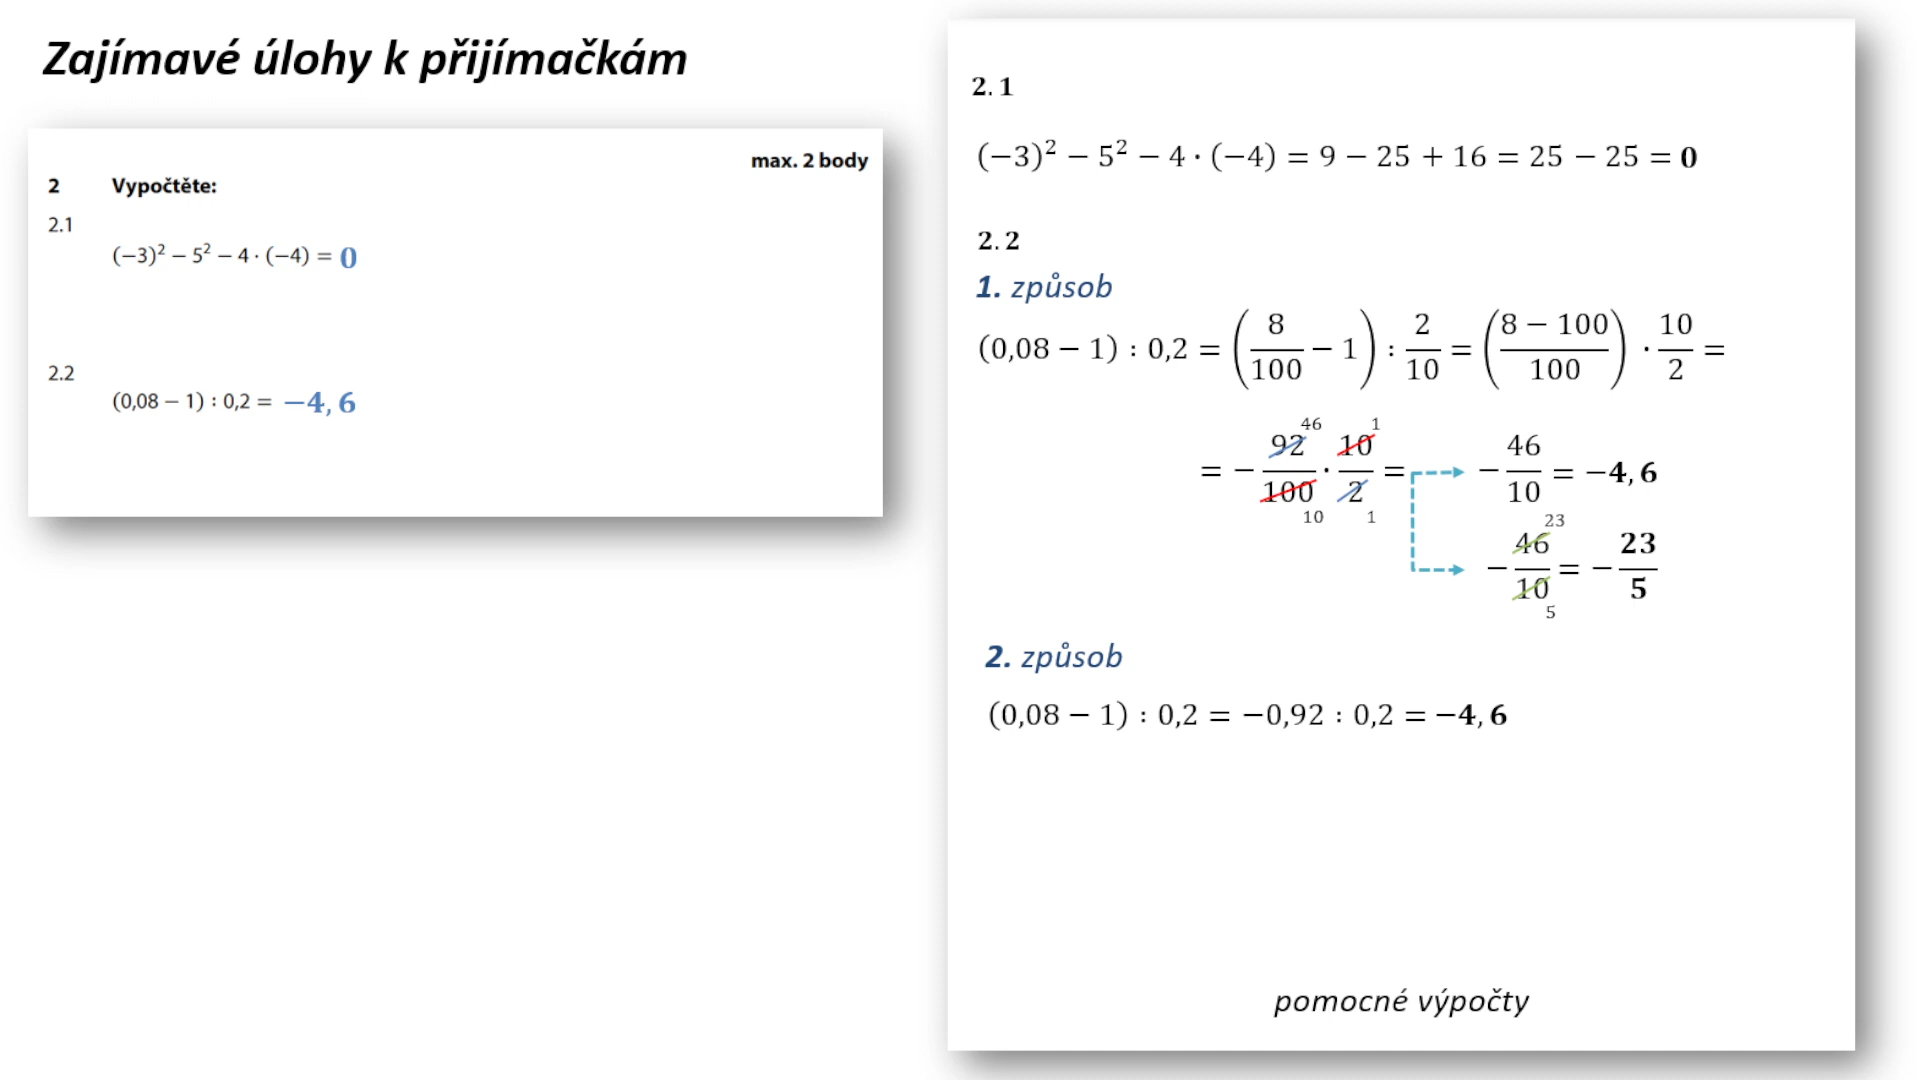 Zajímavé úlohy k přijímačkám
max. 2 body
2 Vypočtěte:
2.1
(−3)² − 5² − 4 · (−4) = 0
2.2
(0,08 − 1) : 0,2 = −4, 6
2. 1
(−3)² − 5² − 4 · (−4) = 9 − 25 + 16 = 25 − 25 = 0
2. 2
1. způsob
(0,08 − 1) : 0,2 = (8/100 − 1) : 2/10 = ((8 − 100)/100) · 10/2 =
46 1
= − 92/100 · 10/2 = − 46/10 = −4, 6
10 1
23
− 46/10 = − 23/5
5
2. způsob
(0,08 − 1) : 0,2 = −0,92 : 0,2 = −4, 6
pomocné výpočty